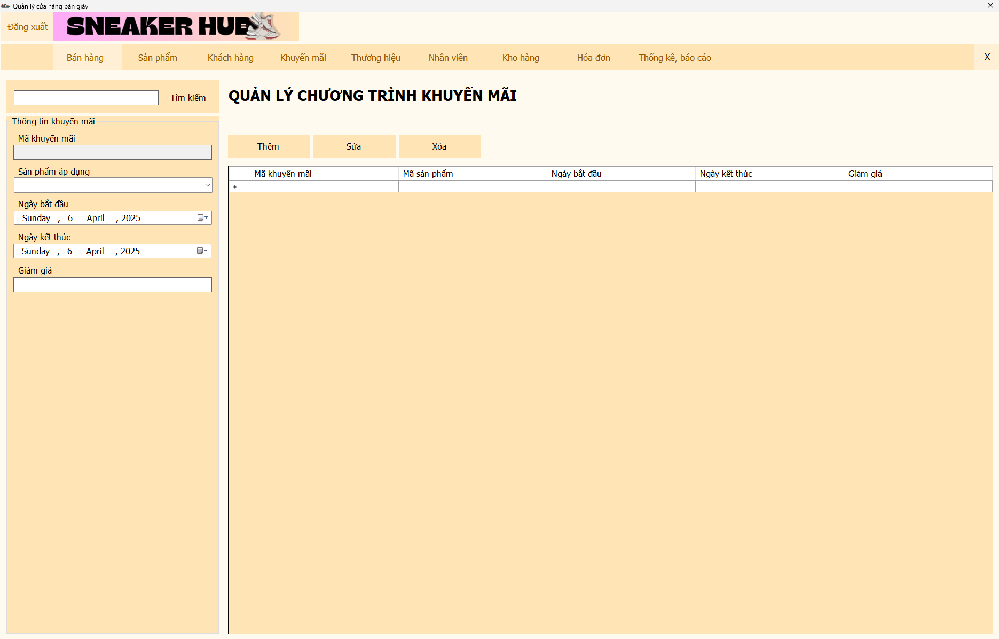 Quản lý cửa hàng bán giày
Đăng xuất
SNEAKER HUB
Bán hàng
Sản phẩm
Khách hàng
Khuyến mãi
Thương hiệu
Nhân viên
Kho hàng
Hóa đơn
Thống kê, báo cáo
X
Tìm kiếm
QUẢN LÝ CHƯƠNG TRÌNH KHUYẾN MÃI
Thông tin khuyến mãi
Mã khuyến mãi
Sản phẩm áp dụng
Ngày bắt đầu
Sunday , 6 April , 2025
Ngày kết thúc
Sunday , 6 April , 2025
Giảm giá
Thêm
Sửa
Xóa
Mã khuyến mãi
Mã sản phẩm
Ngày bắt đầu
Ngày kết thúc
Giảm giá